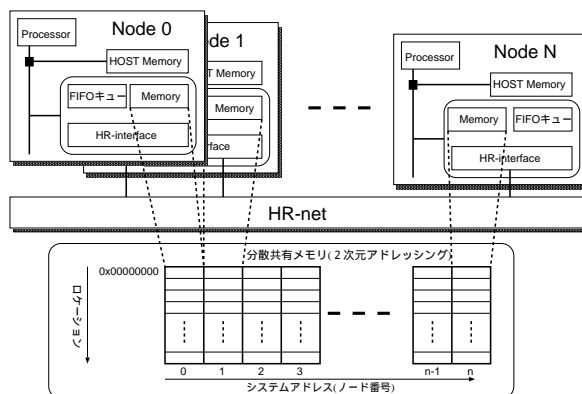 Node 0
Processor
HOST Memory
FIFOキュー
Memory
HR-interface
ode 1
T Memory
Memory
rface
Node N
Processor
HOST Memory
Memory
FIFOキュー
HR-interface
HR-net
分散共有メモリ(２次元アドレッシング)
0x00000000
ロケーション
0 1 2 3 n-1 n
システムアドレス(ノード番号)